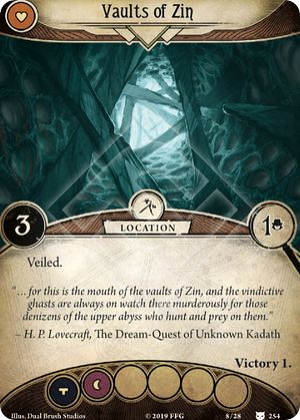 Vaults of Zin
3
LOCATION
1
Veiled.
“…for this is the mouth of the vaults of Zin, and the vindictive
ghasts are always on watch there murderously for those
denizens of the upper abyss who hunt and prey on them.”
– H. P. Lovecraft, The Dream-Quest of Unknown Kadath
Victory 1.
Illus. Dual Brush Studios © 2019 FFG 8/28 254